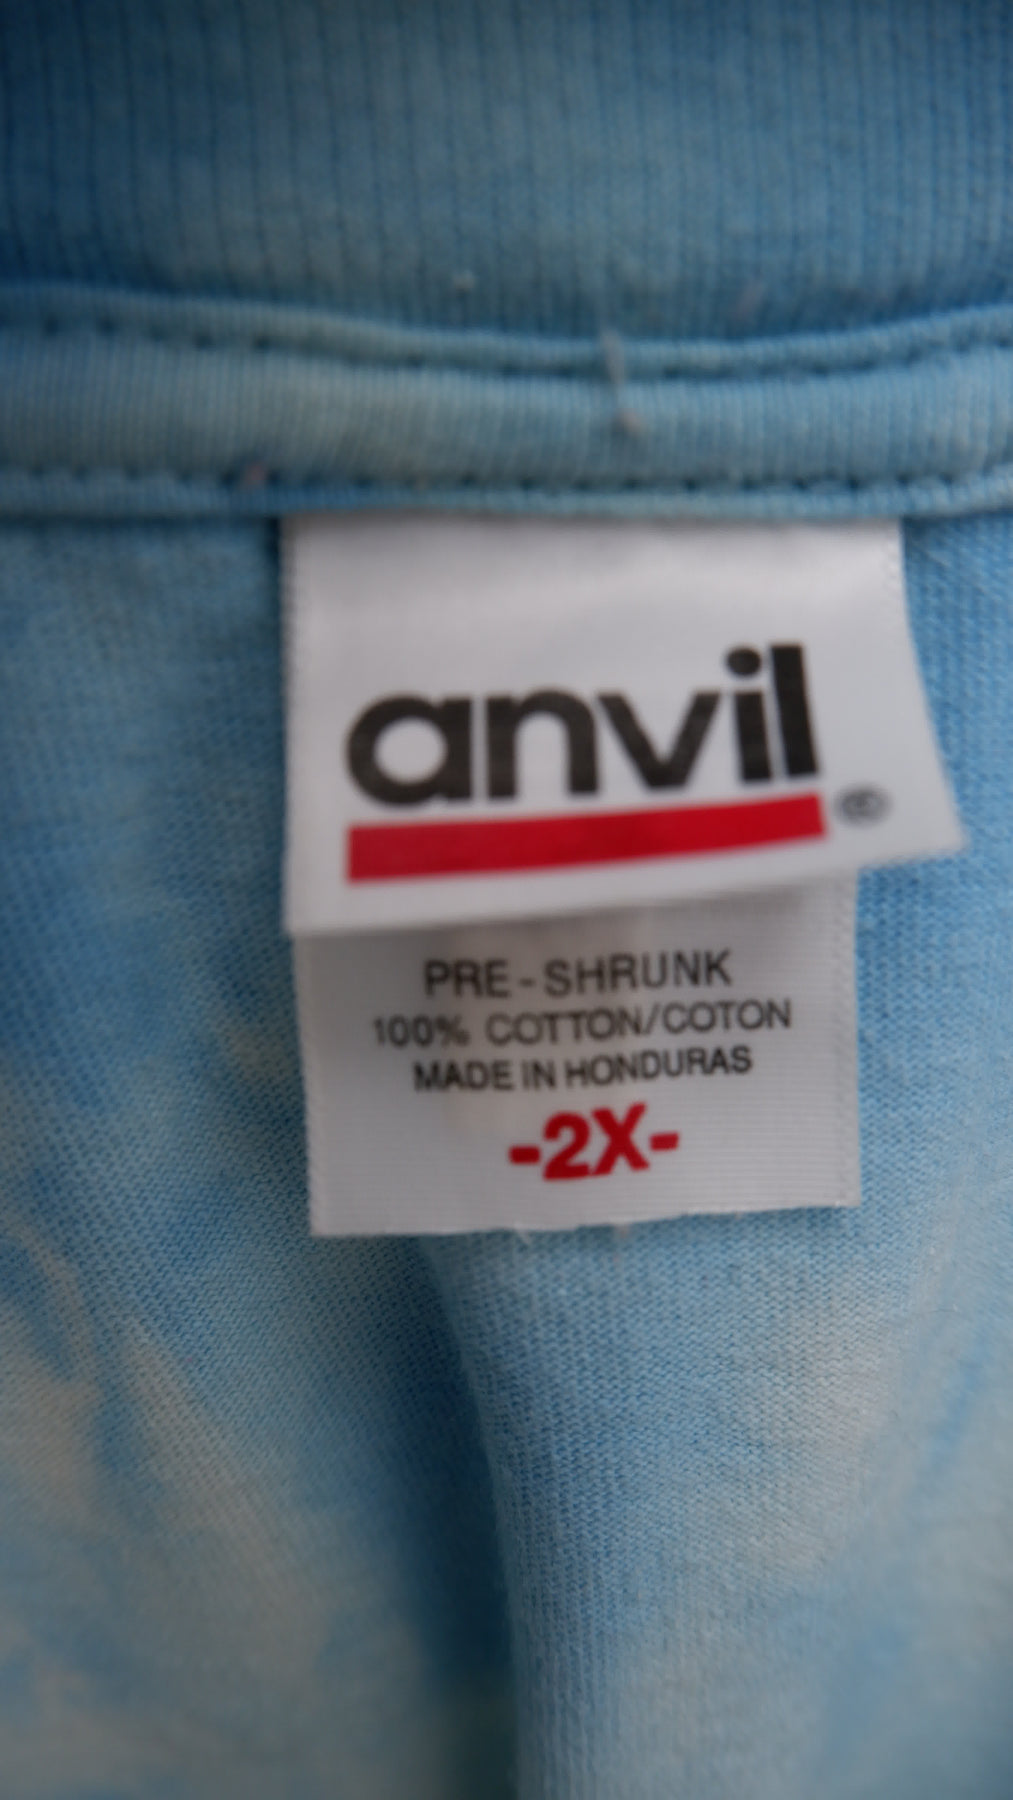 anvil®
PRE-SHRUNK
100% COTTON/COTON
MADE IN HONDURAS
-2X-